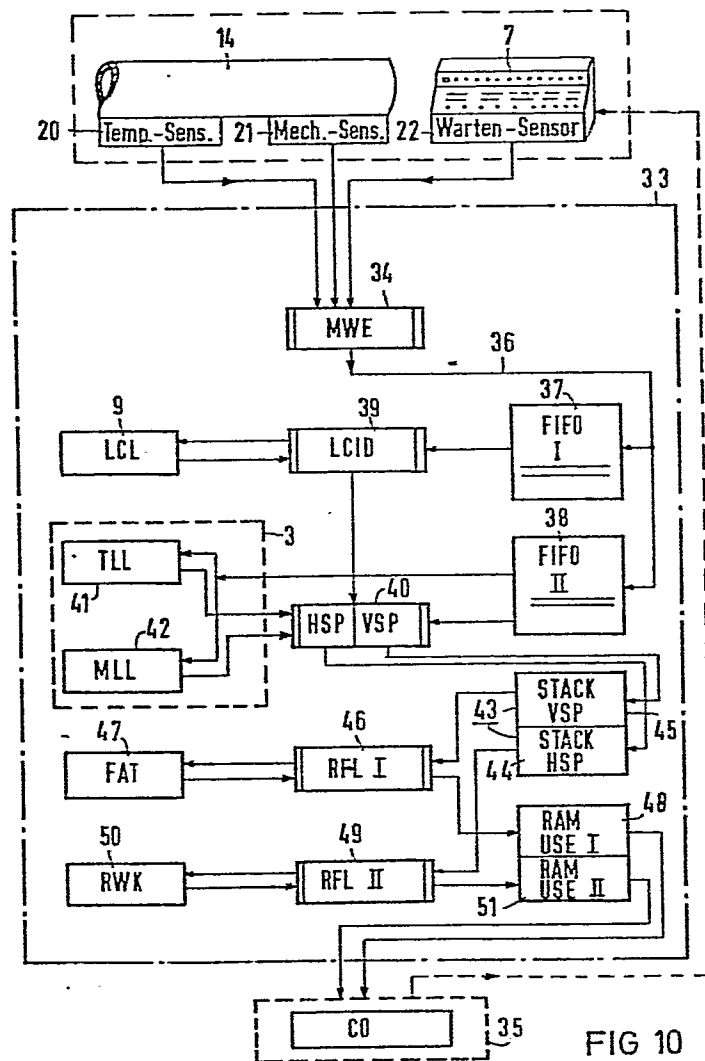 14
7
20
Temp.-Sens.
21
Mech.-Sens.
22
Warten-Sensor
33
34
MWE
36
9
LCL
39
LCID
37
FIFO
I
3
TLL
41
42
MLL
40
HSP
VSP
38
FIFO
II
47
FAT
46
RFL I
43
STACK
VSP
45
44
STACK
HSP
50
RWK
49
RFL II
48
RAM
USE I
RAM
USE II
51
CO
35
FIG 10